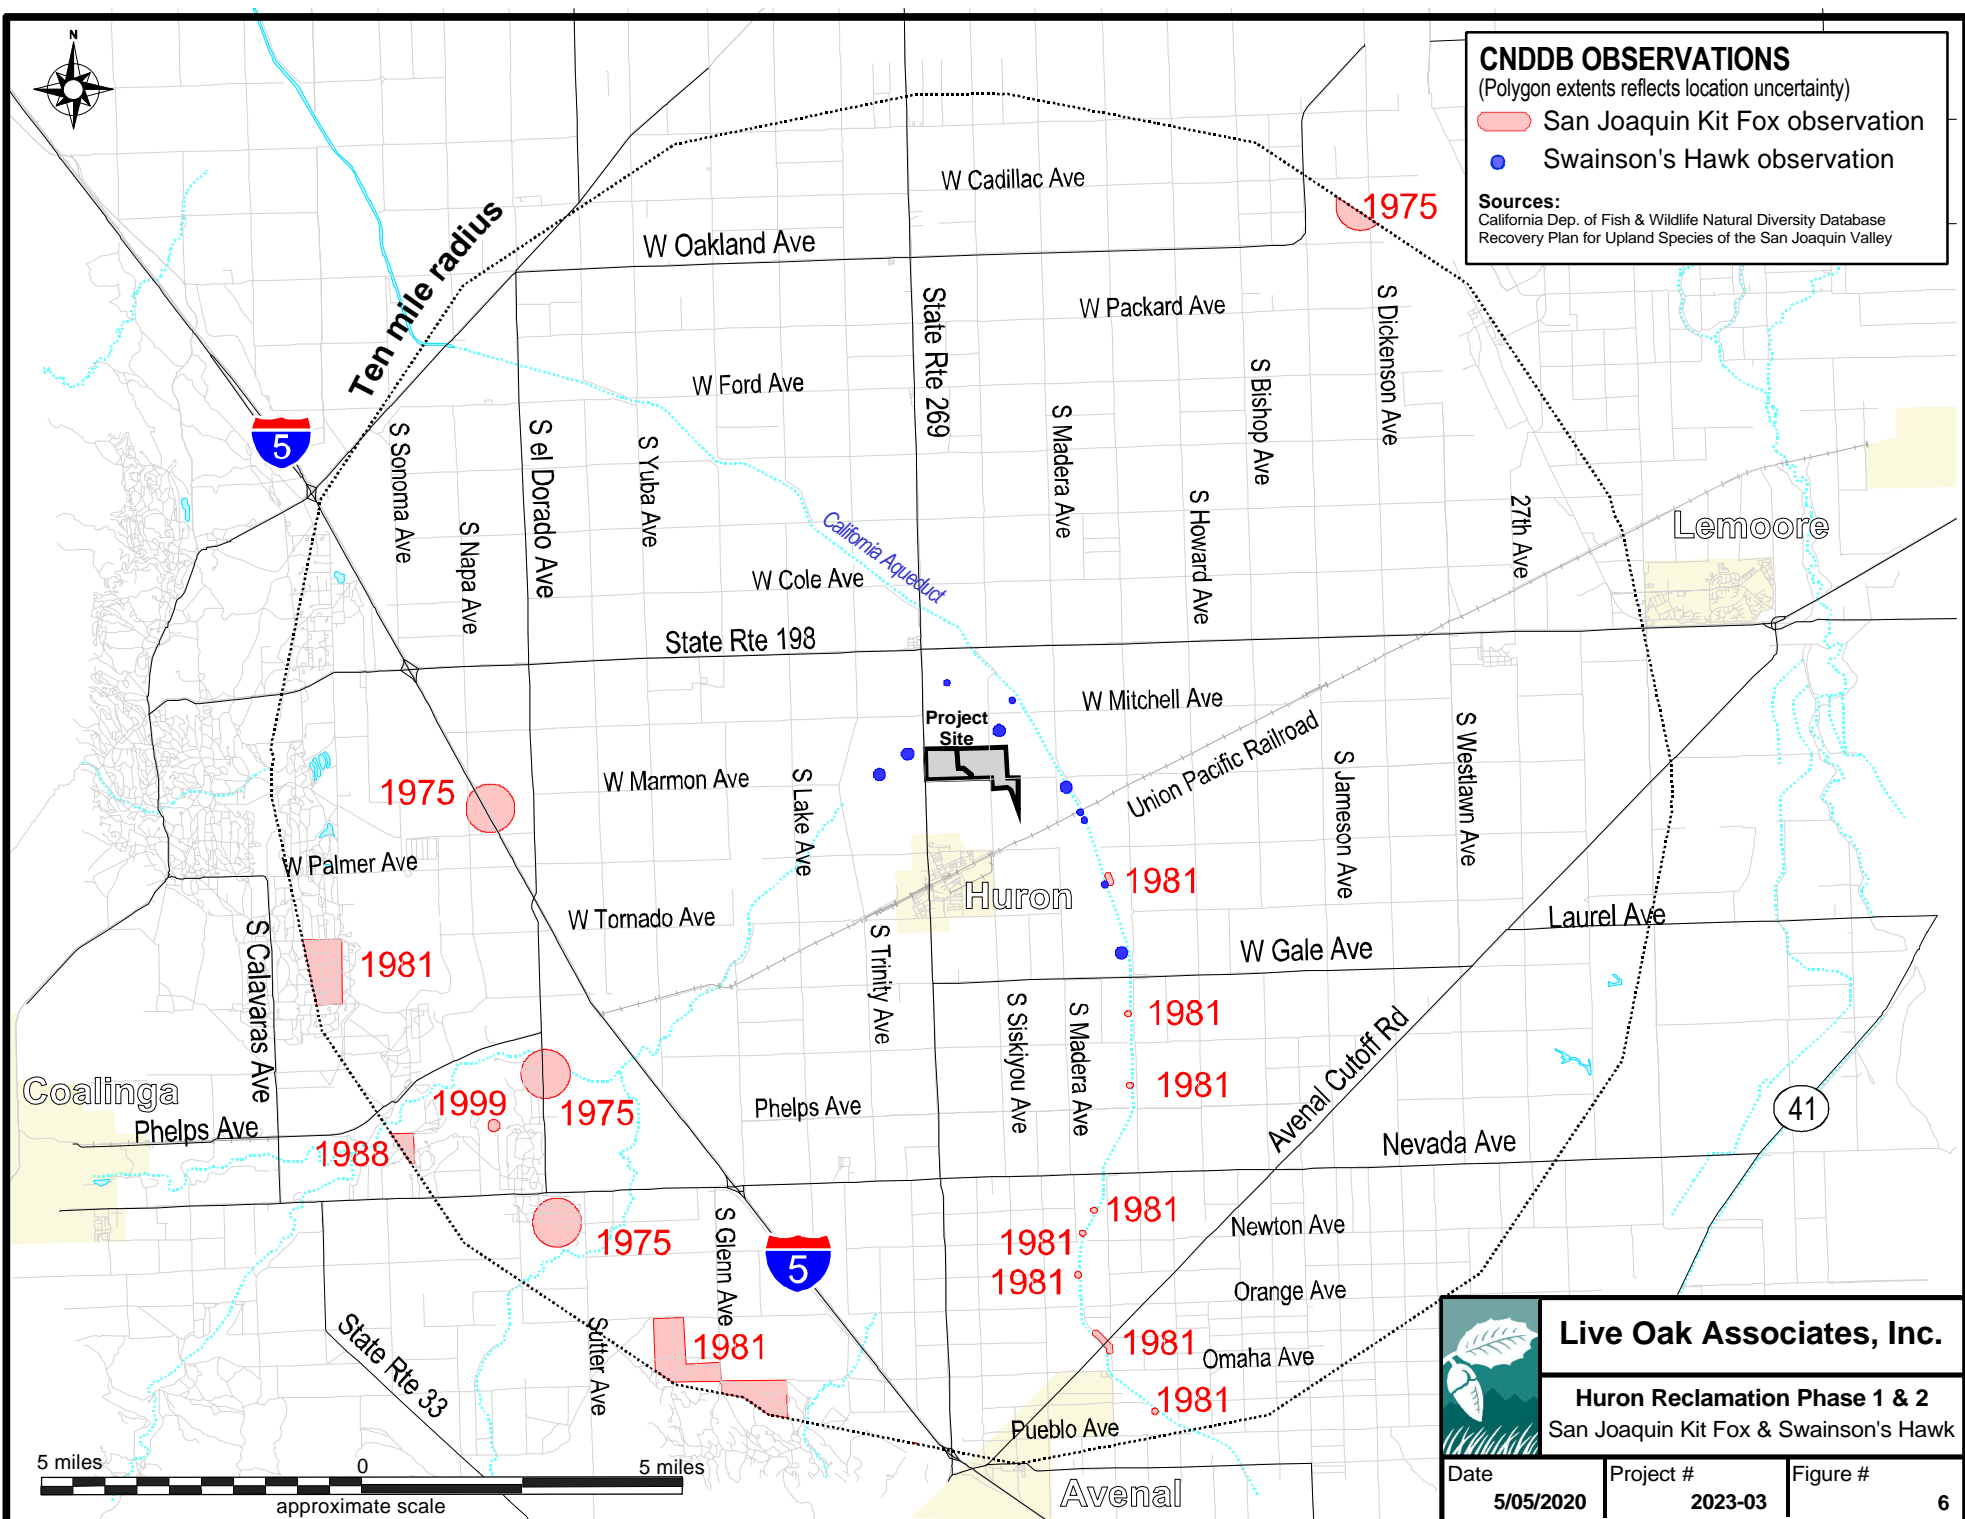 N
CNDDB OBSERVATIONS
(Polygon extents reflects location uncertainty)
San Joaquin Kit Fox observation
Swainson's Hawk observation
Sources:
California Dep. of Fish & Wildlife Natural Diversity Database
Recovery Plan for Upland Species of the San Joaquin Valley
W Cadillac Ave
1975
W Oakland Ave
Ten mile radius
State Rte 269
W Packard Ave
S Dickenson Ave
W Ford Ave
S Bishop Ave
5
S Sonoma Ave
S el Dorado Ave
S Yuba Ave
S Madera Ave
S Napa Ave
S Howard Ave
27th Ave
Lemoore
California Aqueduct
W Cole Ave
State Rte 198
W Mitchell Ave
Project
Site
S Westlawn Ave
Union Pacific Railroad
1975
W Marmon Ave
S Lake Ave
S Jameson Ave
W Palmer Ave
1981
Huron
W Tornado Ave
Laurel Ave
S Calavaras Ave
1981
S Trinity Ave
W Gale Ave
1981
S Siskiyou Ave
S Madera Ave
Avenal Cutoff Rd
1981
Coalinga
1999
1975
Phelps Ave
41
Phelps Ave
1988
Nevada Ave
1981
Newton Ave
1975
1981
S Glenn Ave
5
1981
Orange Ave
State Rte 33
Sutter Ave
1981
1981
Omaha Ave
1981
Pueblo Ave
Avenal
5 miles
0
5 miles
approximate scale
Live Oak Associates, Inc.
Huron Reclamation Phase 1 & 2
San Joaquin Kit Fox & Swainson's Hawk
Date
5/05/2020
Project #
2023-03
Figure #
6